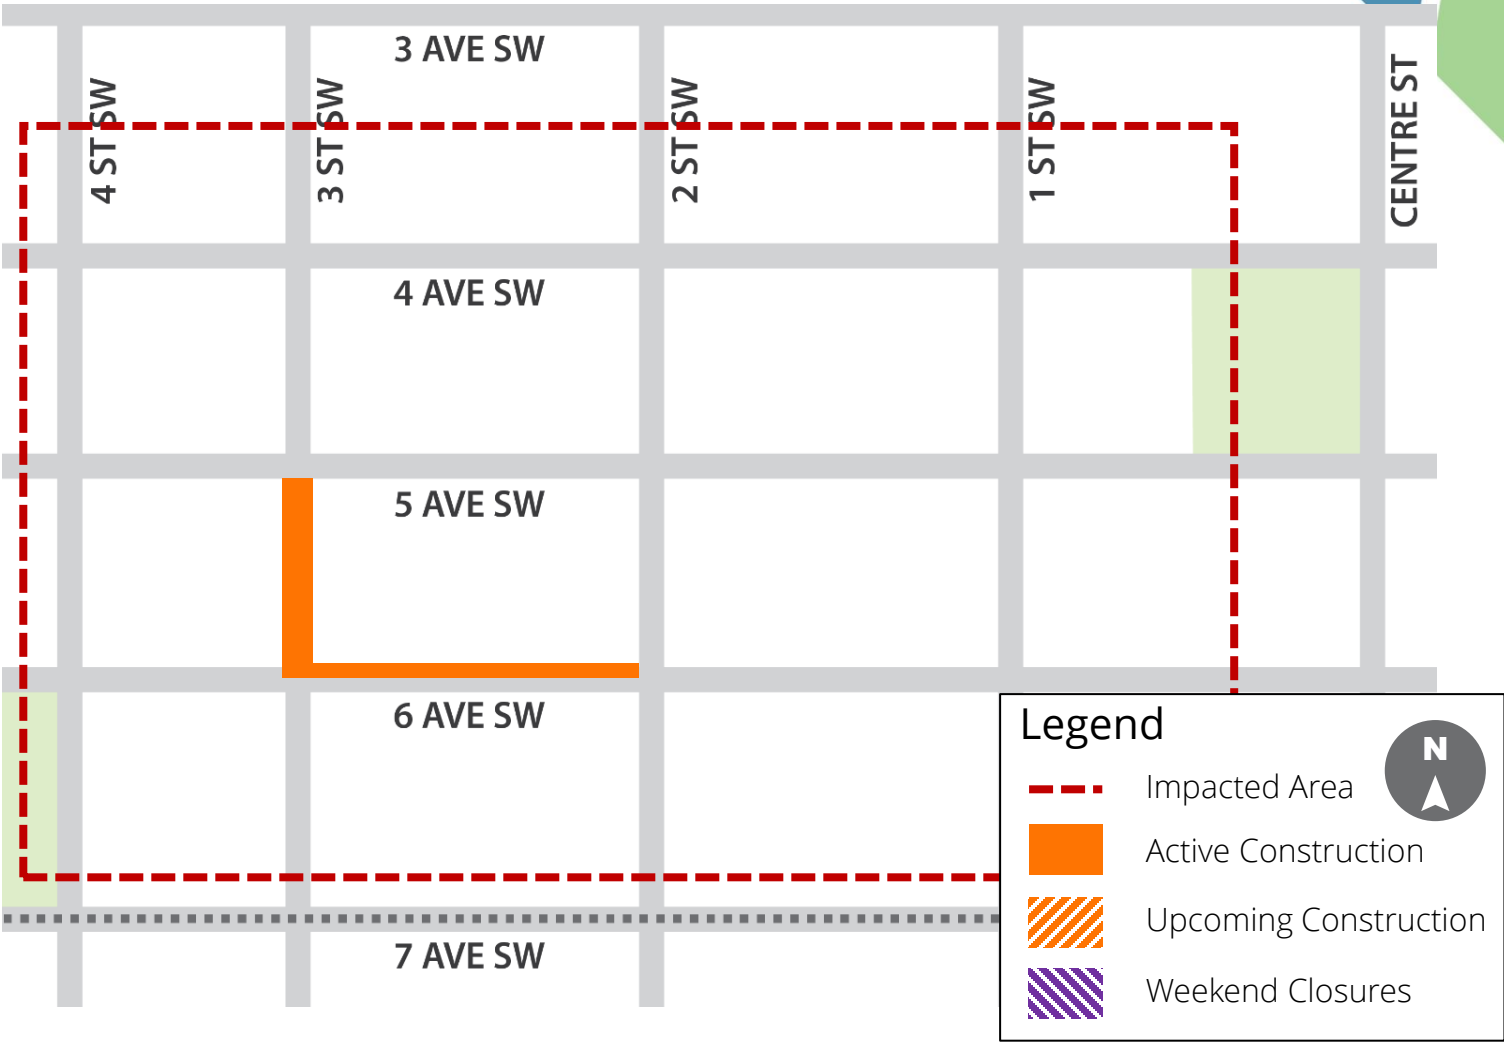 3 AVE SW
4 ST SW
3 ST SW
2 ST SW
1 ST SW
CENTRE ST
4 AVE SW
5 AVE SW
6 AVE SW
7 AVE SW
Legend
N
Impacted Area
Active Construction
Upcoming Construction
Weekend Closures